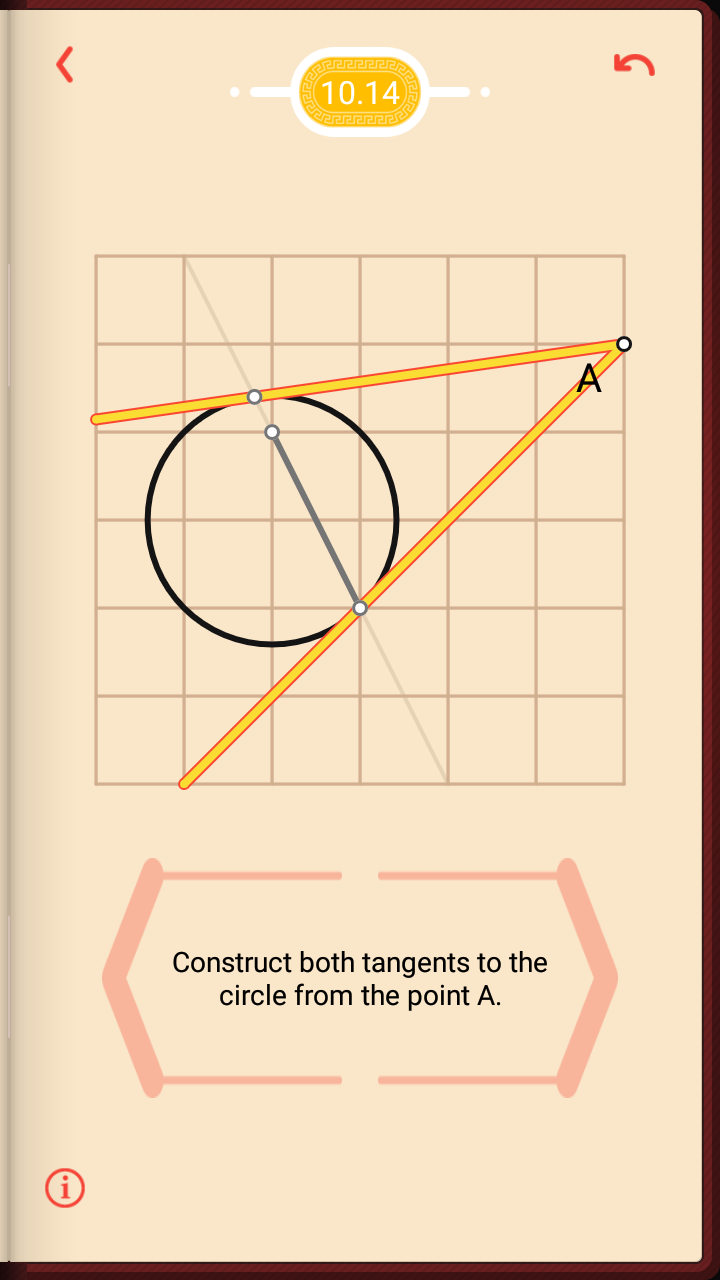 10.14
A
Construct both tangents to the
circle from the point A.
i